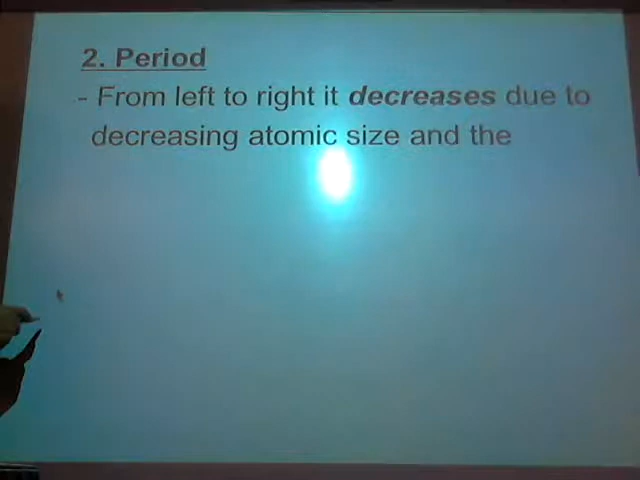 2. Period
- From left to right it decreases due to
decreasing atomic size and the